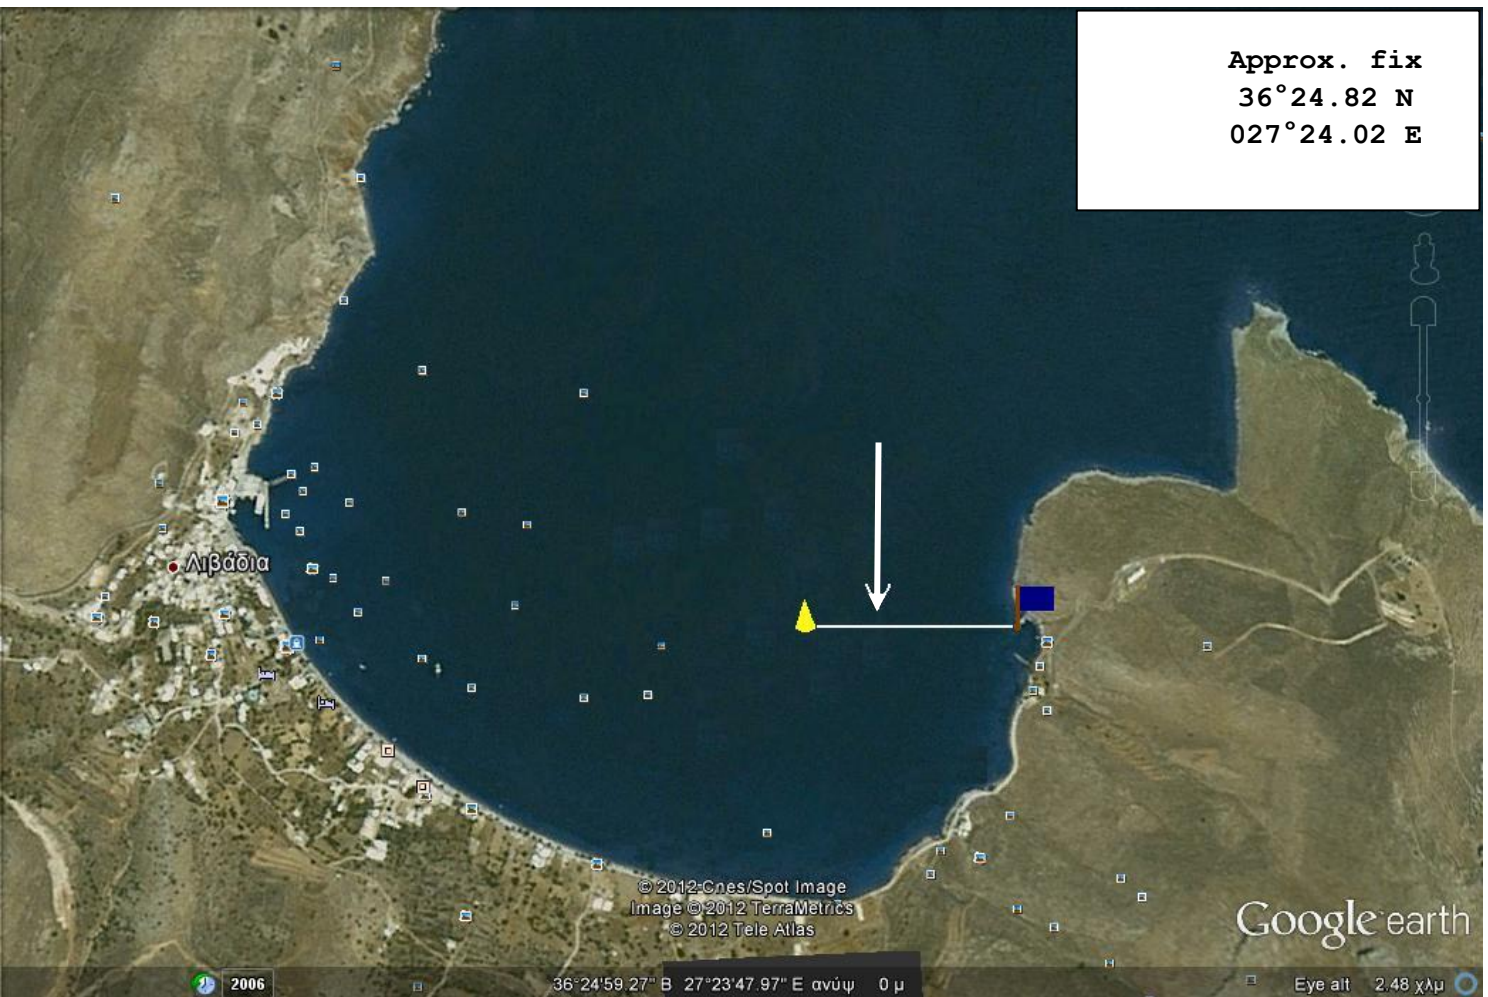 Approx. fix
36°24.82 N
027°24.02 E
Λιβάδια
© 2012 Cnes/Spot Image
Image © 2012 TerraMetrics
© 2012 Tele Atlas
Google earth
2006
36°24'59.27" Β 27°23'47.97" Ε ανύψ 0 μ
Eye alt 2,48 χλμ